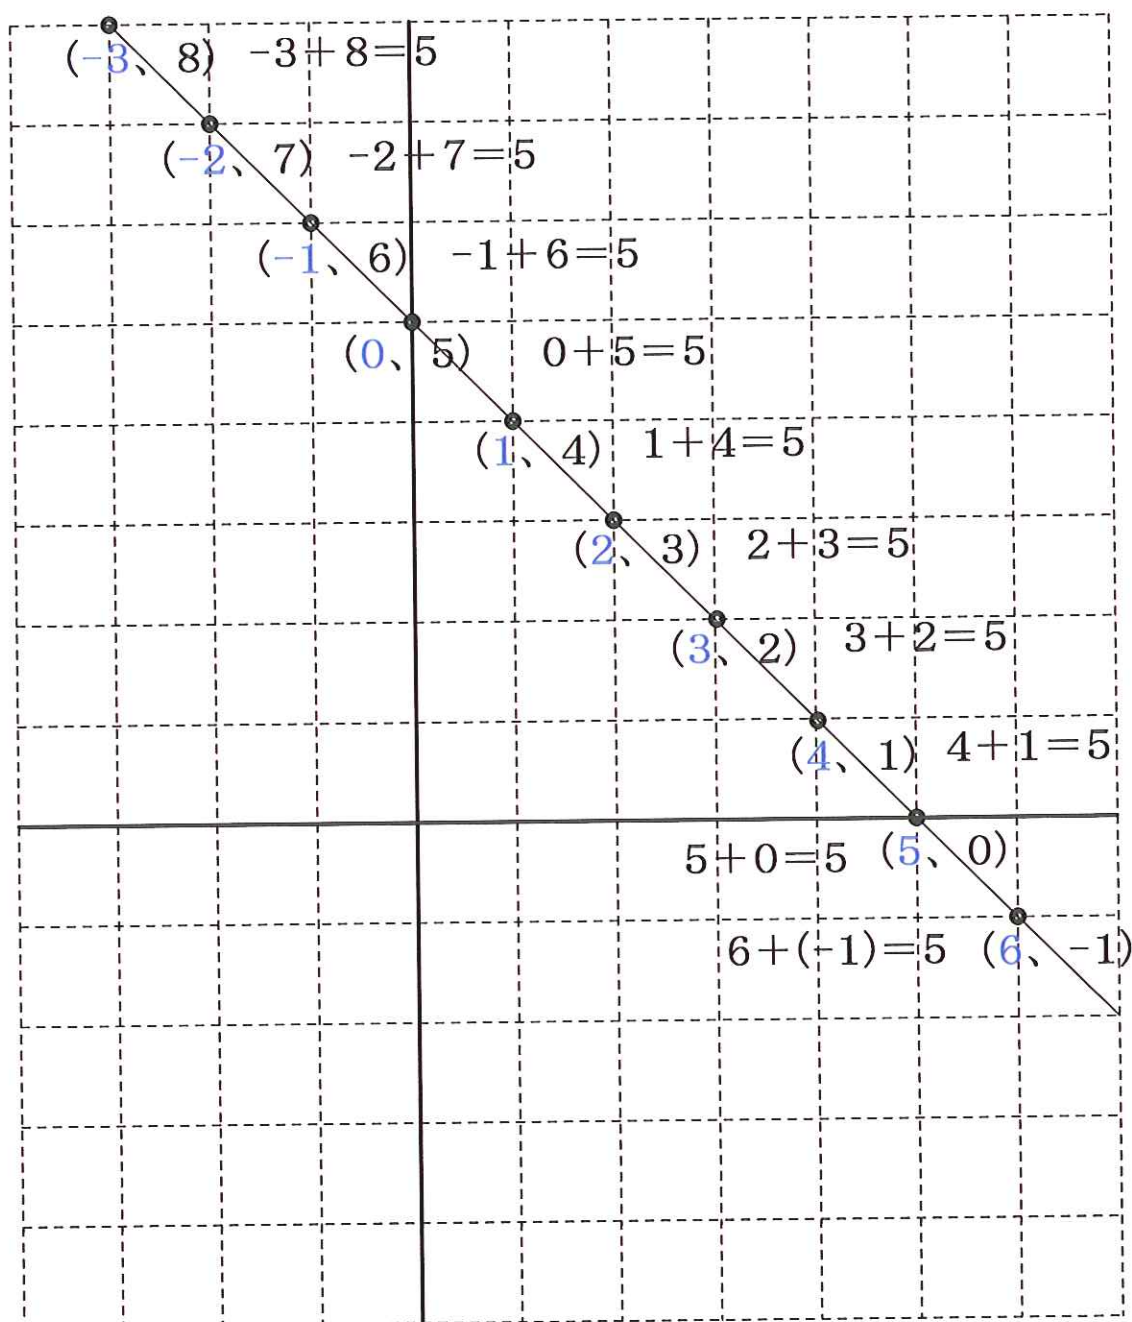 (-3、 8) -3+8=5
(-2、 7) -2+7=5
(-1、 6) -1+6=5
(0、 5) 0+5=5
(1、 4) 1+4=5
(2、 3) 2+3=5
(3、 2) 3+2=5
(4、 1) 4+1=5
5+0=5 (5、 0)
6+(-1)=5 (6、 -1)